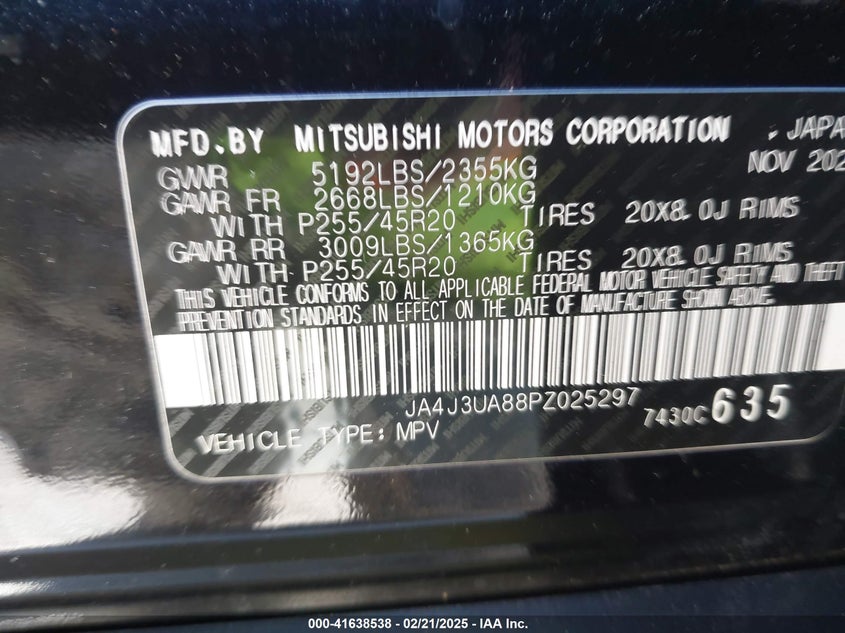 MFD. BY MITSUBISHI MOTORS CORPORATION . JAPA
GVWR 5192LBS/2355KG NOV 202
GAWR FR 2668LBS/1210KG
WITH P255/45R20 TIRES 20X8.0J RIMS
GAWR RR 3009LBS/1365KG
WITH P255/45R20 TIRES 20X8.0J RIMS
THIS VEHICLE CONFORMS TO ALL APPLICABLE FEDERAL MOTOR VEHICLE SAFETY AND THEFT
PREVENTION STANDARDS IN EFFECT ON THE DATE OF MANUFACTURE SHOWN ABOVE.
JA4J3UA88PZ025297
7430C 635
VEHICLE TYPE: MPV
000-41638538 - 02/21/2025 - IAA Inc.